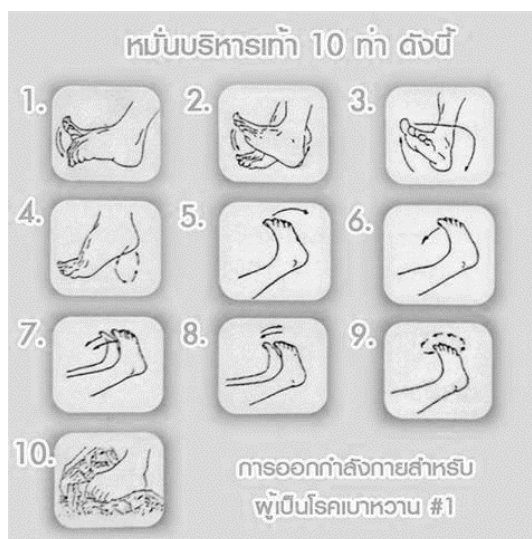 หมั่นบริหารเท้า 10 ท่า ดังนี้
1. 2. 3.
4. 5. 6.
7. 8. 9.
10.
การออกกำลังกายสำหรับ
ผู้เป็นโรคเบาหวาน #1